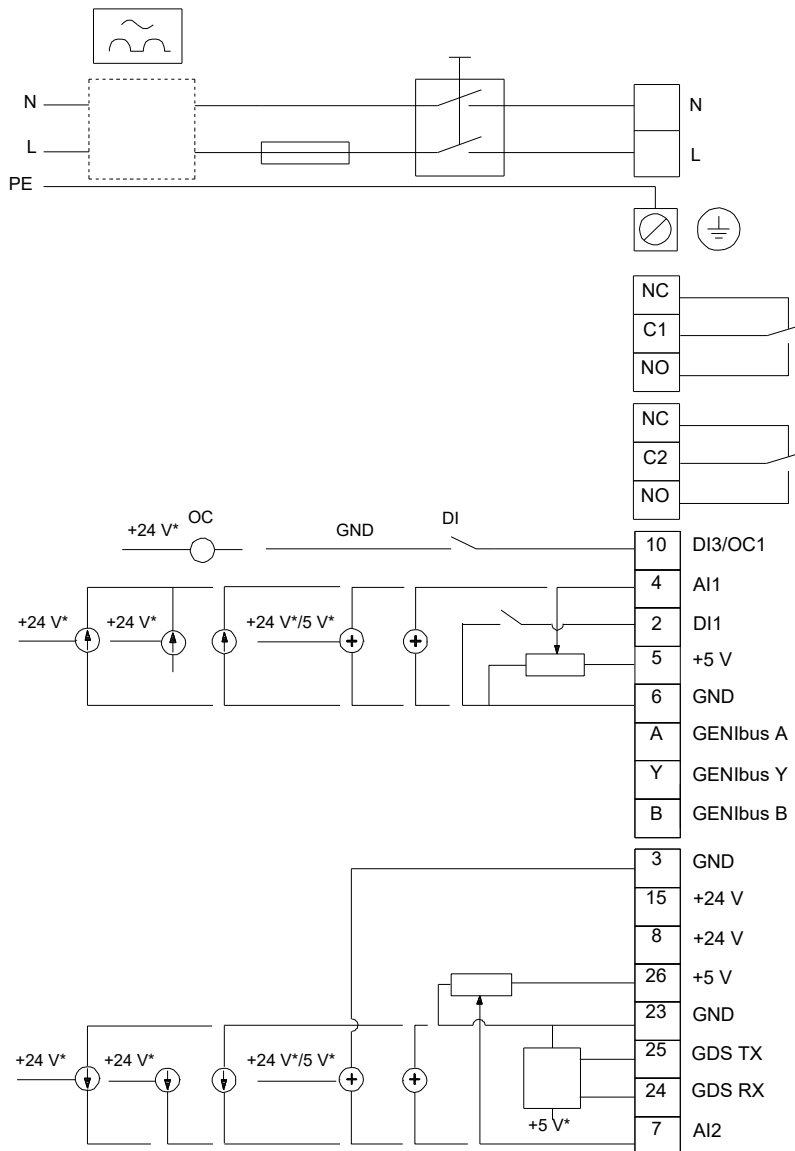 N
N
L
L
PE
NC
C1
NO
NC
C2
NO
+24 V* OC GND DI 10 DI3/OC1
4 AI1
+24 V* +24 V* +24 V*/5 V* 2 DI1
5 +5 V
6 GND
A GENIbus A
Y GENIbus Y
B GENIbus B
3 GND
15 +24 V
8 +24 V
26 +5 V
23 GND
+24 V* +24 V* +24 V*/5 V* 25 GDS TX
24 GDS RX
+5 V* 7 AI2